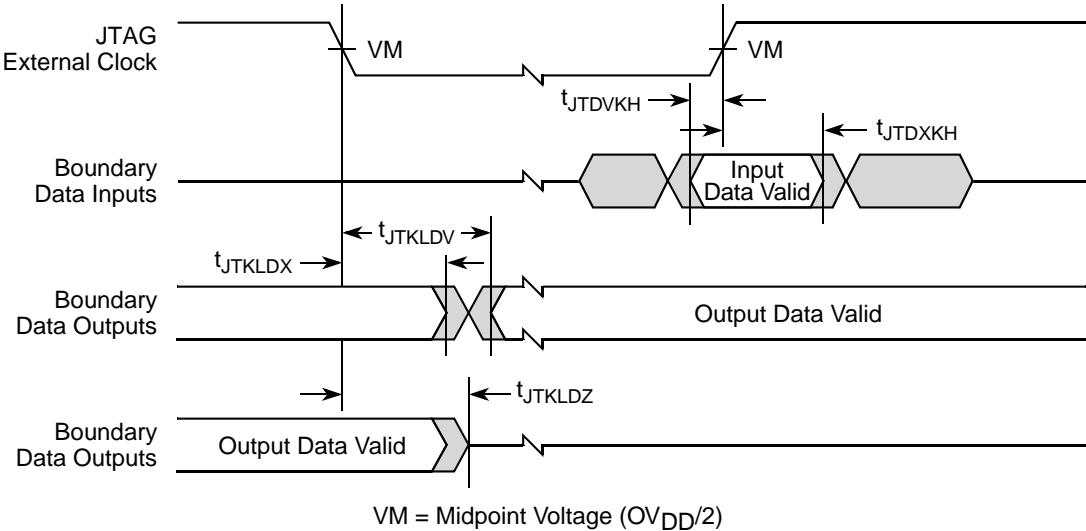 JTAG
External Clock
VM
VM
tJTDVKH
tJTDXKH
Boundary
Data Inputs
Input
Data Valid
tJTKLDV
tJTKLDX
Boundary
Data Outputs
Output Data Valid
tJTKLDZ
Boundary
Data Outputs
Output Data Valid
VM = Midpoint Voltage (OVDD/2)